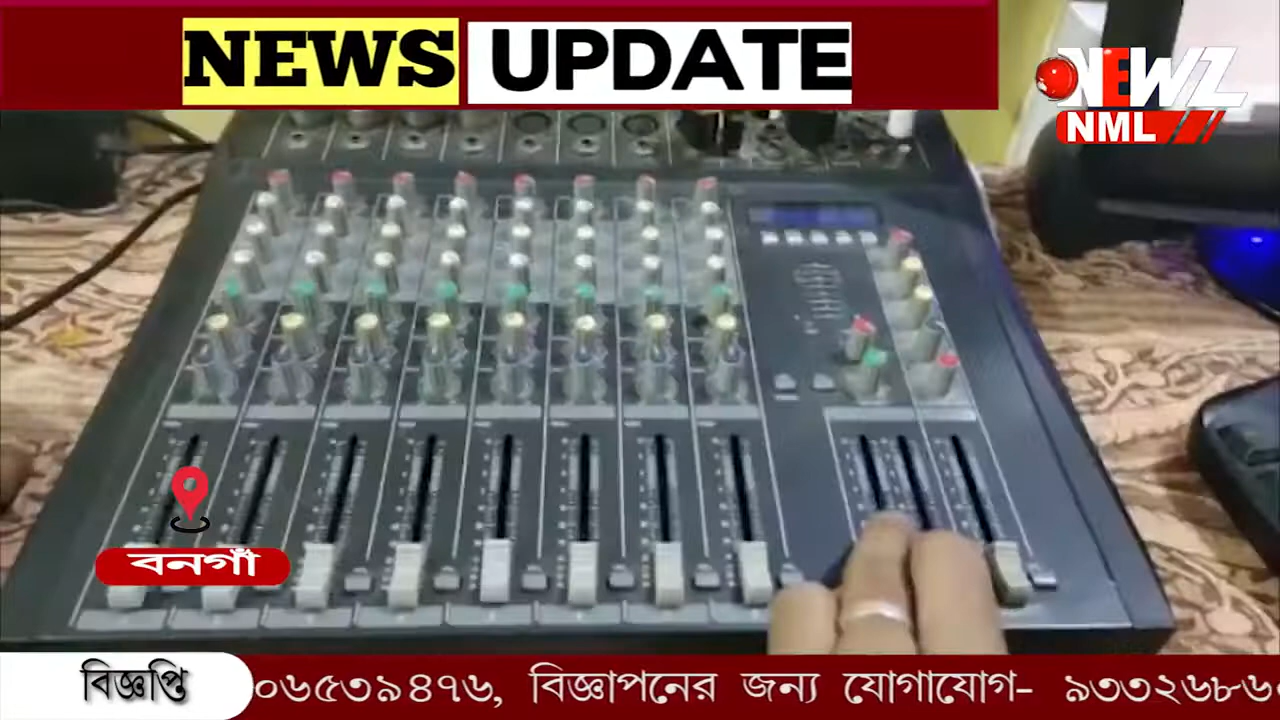 NEWS UPDATE
NEWZ
NML
বনগাঁ
বিজ্ঞপ্তি
০৬৫৩৯৪৭৬, বিজ্ঞাপনের জন্য যোগাযোগ- ৯৩৩২৬৮৬